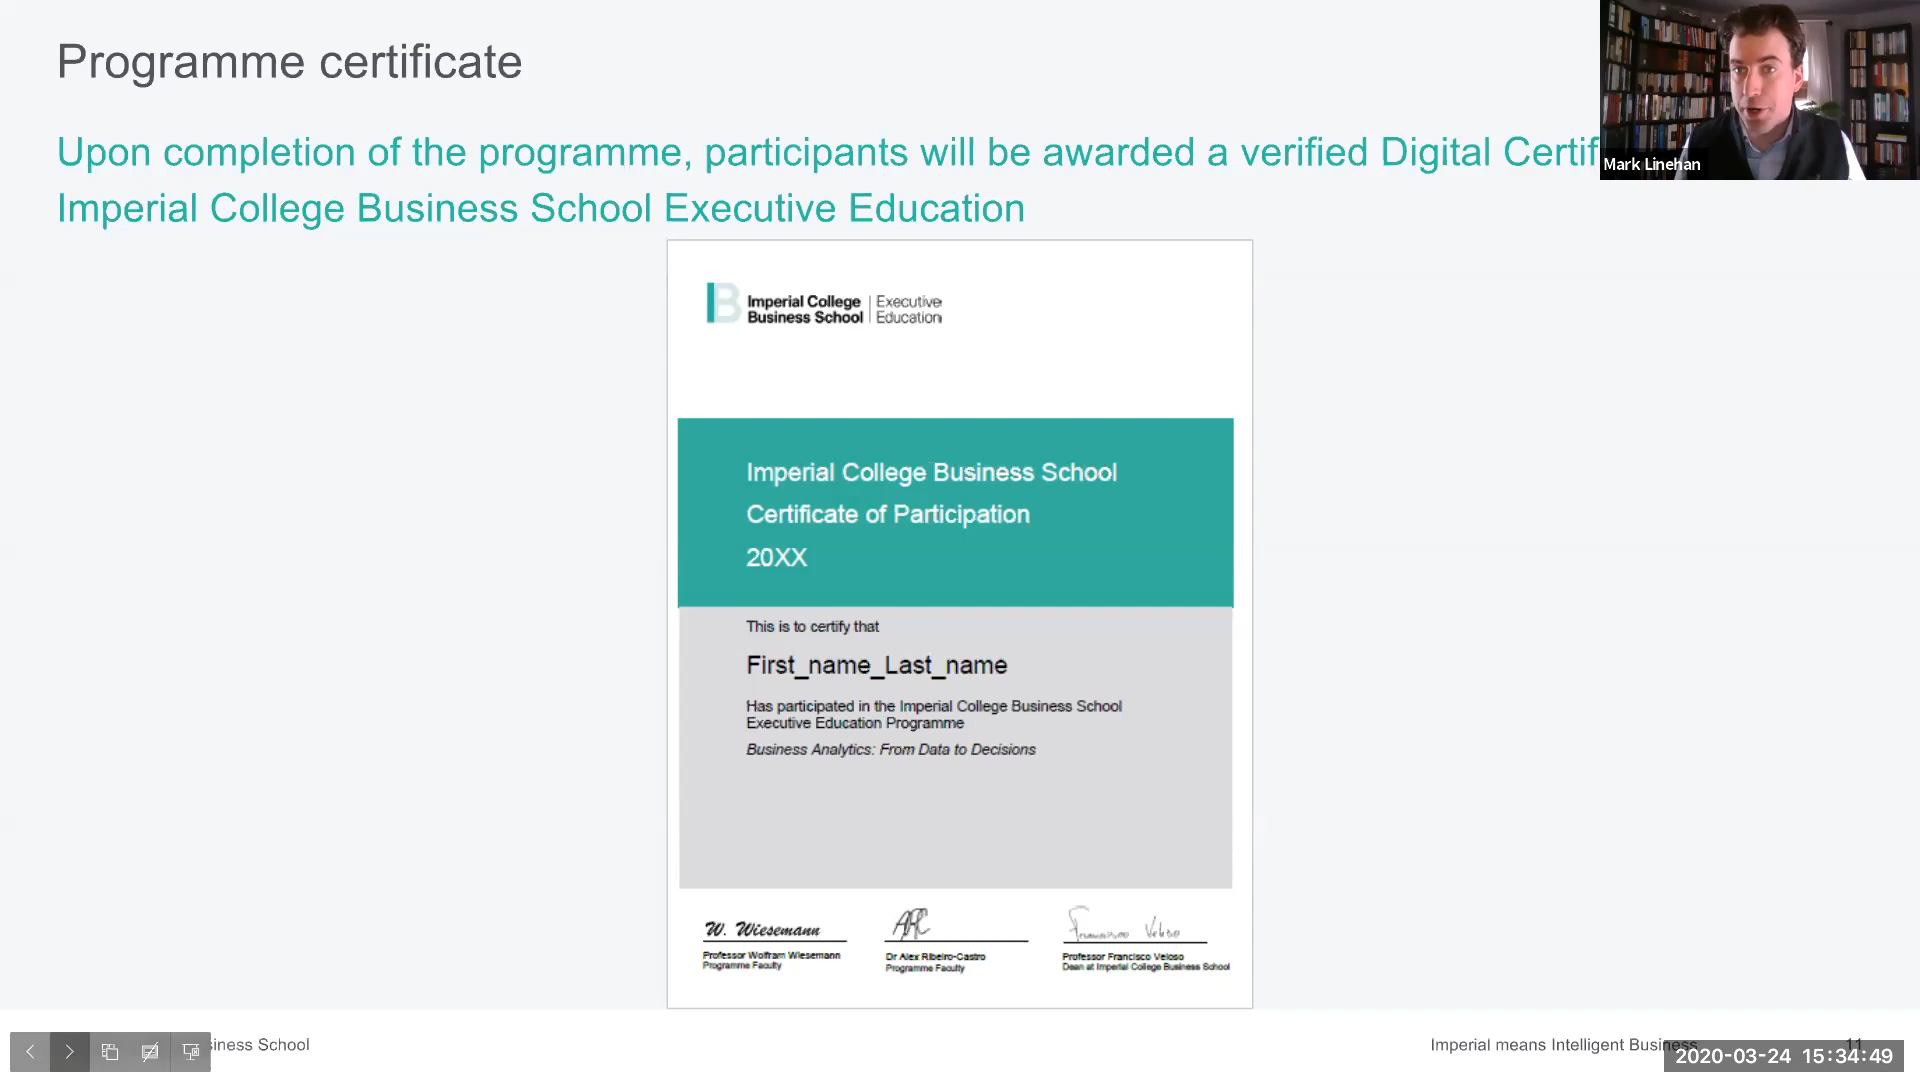 Programme certificate
Upon completion of the programme, participants will be awarded a verified Digital Certif
Imperial College Business School Executive Education
Mark Linehan
Imperial College
Business School
Executive
Education
Imperial College Business School
Certificate of Participation
20XX
This is to certify that
First_name_Last_name
Has participated in the Imperial College Business School
Executive Education Programme
Business Analytics: From Data to Decisions
W. Wiesemann
Francisco Veloso
Professor Wolfram Wiesemann
Programme Faculty
Dr Alex Ribeiro-Castro
Programme Faculty
Professor Francisco Veloso
Dean at Imperial College Business School
siness School
Imperial means Intelligent Business
11
2020-03-24 15:34:49